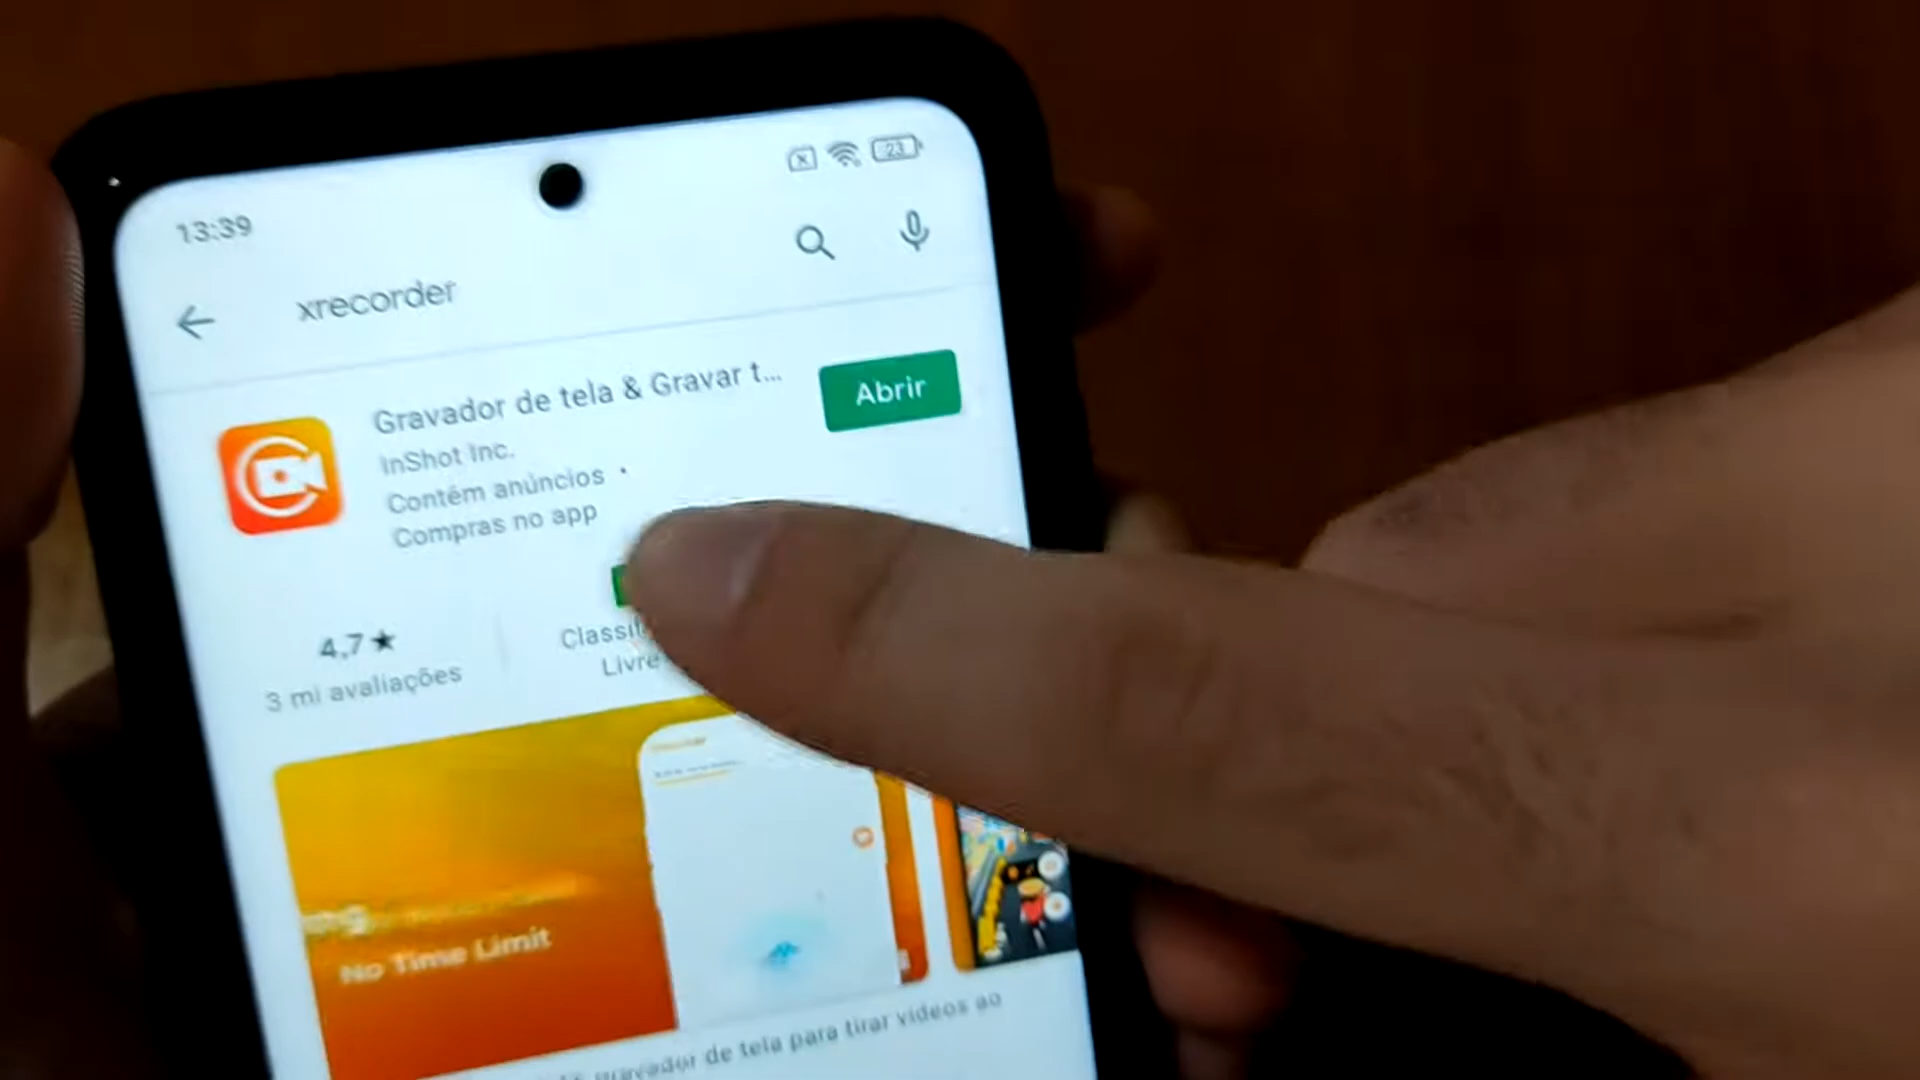 13:39
23
xrecorder
Gravador de tela & Gravar t...
Abrir
InShot Inc.
Contém anúncios •
Compras no app
4,7★
3 mi avaliações
Livre
No Time Limit
gravador de tela para tirar vídeos ao